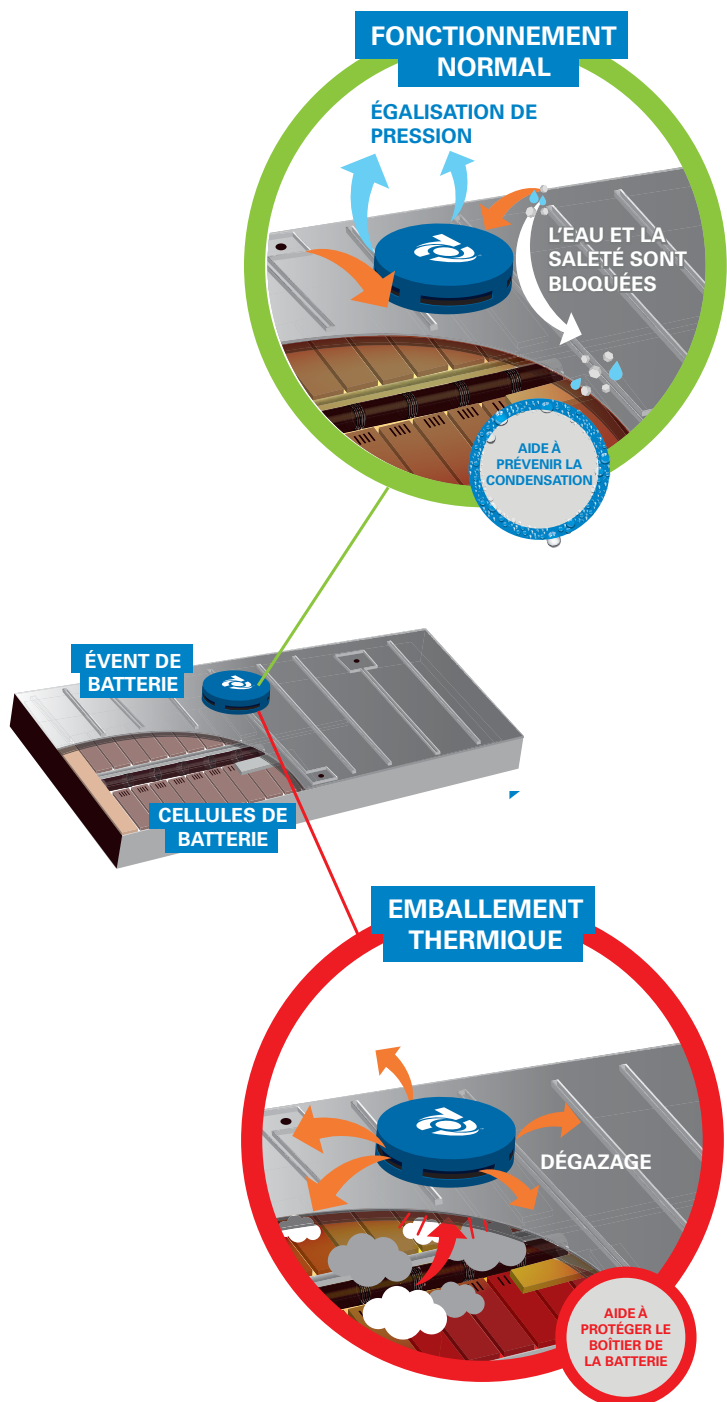 FONCTIONNEMENT
NORMAL
ÉGALISATION DE
PRESSION
L'EAU ET LA
SALETÉ SONT
BLOQUÉES
AIDE À
PRÉVENIR LA
CONDENSATION
ÉVENT DE
BATTERIE
CELLULES DE
BATTERIE
EMBALLEMENT
THERMIQUE
DÉGAZAGE
AIDE À
PROTÉGER LE
BOÎTIER DE
LA BATTERIE